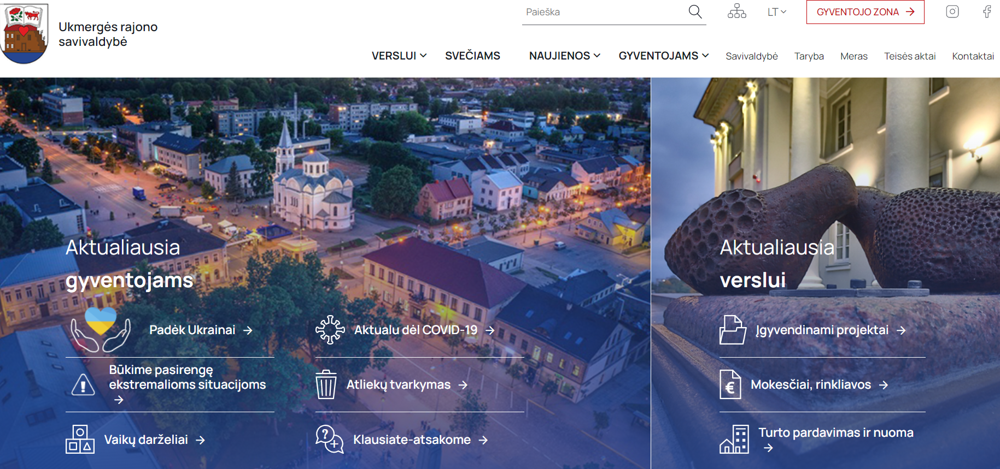 Ukmergės rajono
savivaldybė
Paieška
LT
GYVENTOJO ZONA
VERSLUI
SVEČIAMS
NAUJIENOS
GYVENTOJAMS
Savivaldybė
Taryba
Meras
Teisės aktai
Kontaktai
Aktualiausia
gyventojams
Padėk Ukrainai
Aktualu dėl COVID-19
Būkime pasirengę
ekstremalioms situacijoms
Atliekų tvarkymas
Vaikų darželiai
Klausiate-atsakome
Aktualiausia
verslui
Įgyvendinami projektai
Mokesčiai, rinkliavos
Turto pardavimas ir nuoma